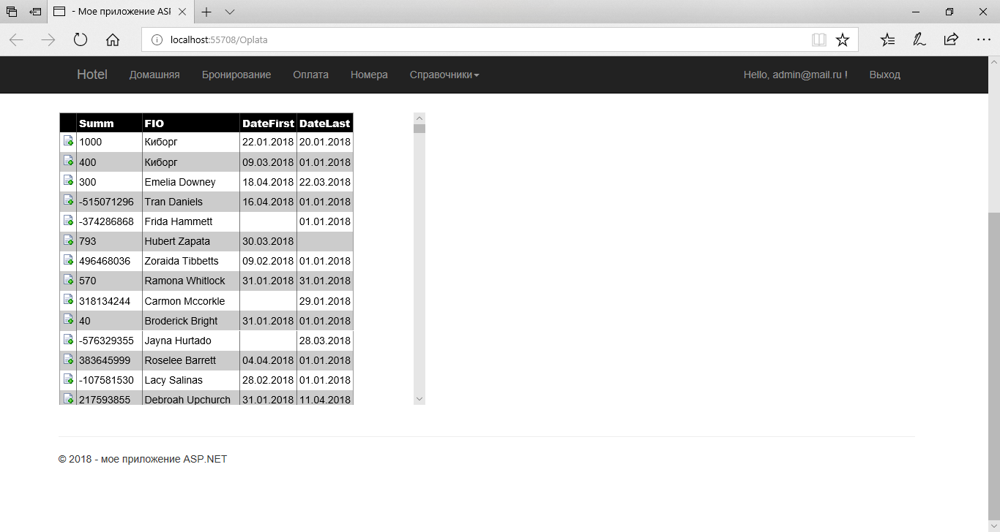 - Мое приложение ASP
localhost:55708/Oplata
Hotel Домашняя Бронирование Оплата Номера Справочники Hello, admin@mail.ru ! Выход
Summ FIO DateFirst DateLast
1000 Киборг 22.01.2018 20.01.2018
400 Киборг 09.03.2018 01.01.2018
300 Emelia Downey 18.04.2018 22.03.2018
-515071296 Tran Daniels 16.04.2018 01.01.2018
-374286868 Frida Hammett 01.01.2018
793 Hubert Zapata 30.03.2018
496468036 Zoraida Tibbetts 09.02.2018 01.01.2018
570 Ramona Whitlock 31.01.2018 31.01.2018
318134244 Carmon Mccorkle 29.01.2018
40 Broderick Bright 31.01.2018 01.01.2018
-576329355 Jayna Hurtado 28.03.2018
383645999 Roselee Barrett 04.04.2018 01.01.2018
-107581530 Lacy Salinas 28.02.2018 01.01.2018
217593855 Debroah Upchurch 31.01.2018 11.04.2018
© 2018 - мое приложение ASP.NET